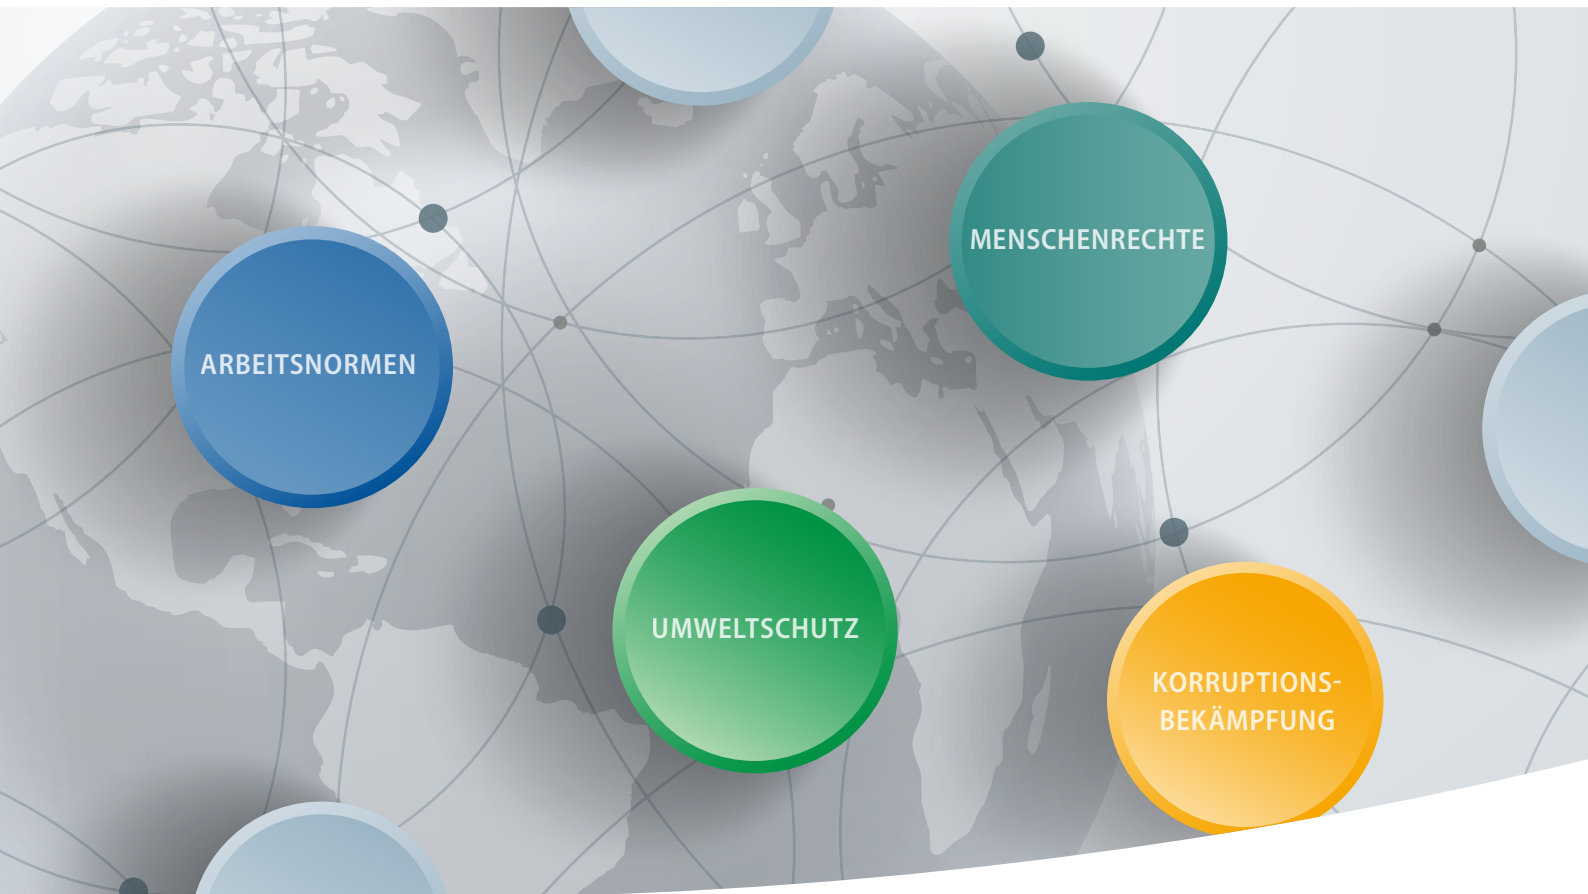 MENSCHENRECHTE
ARBEITSNORMEN
UMWELTSCHUTZ
KORRUPTIONS-
BEKÄMPFUNG